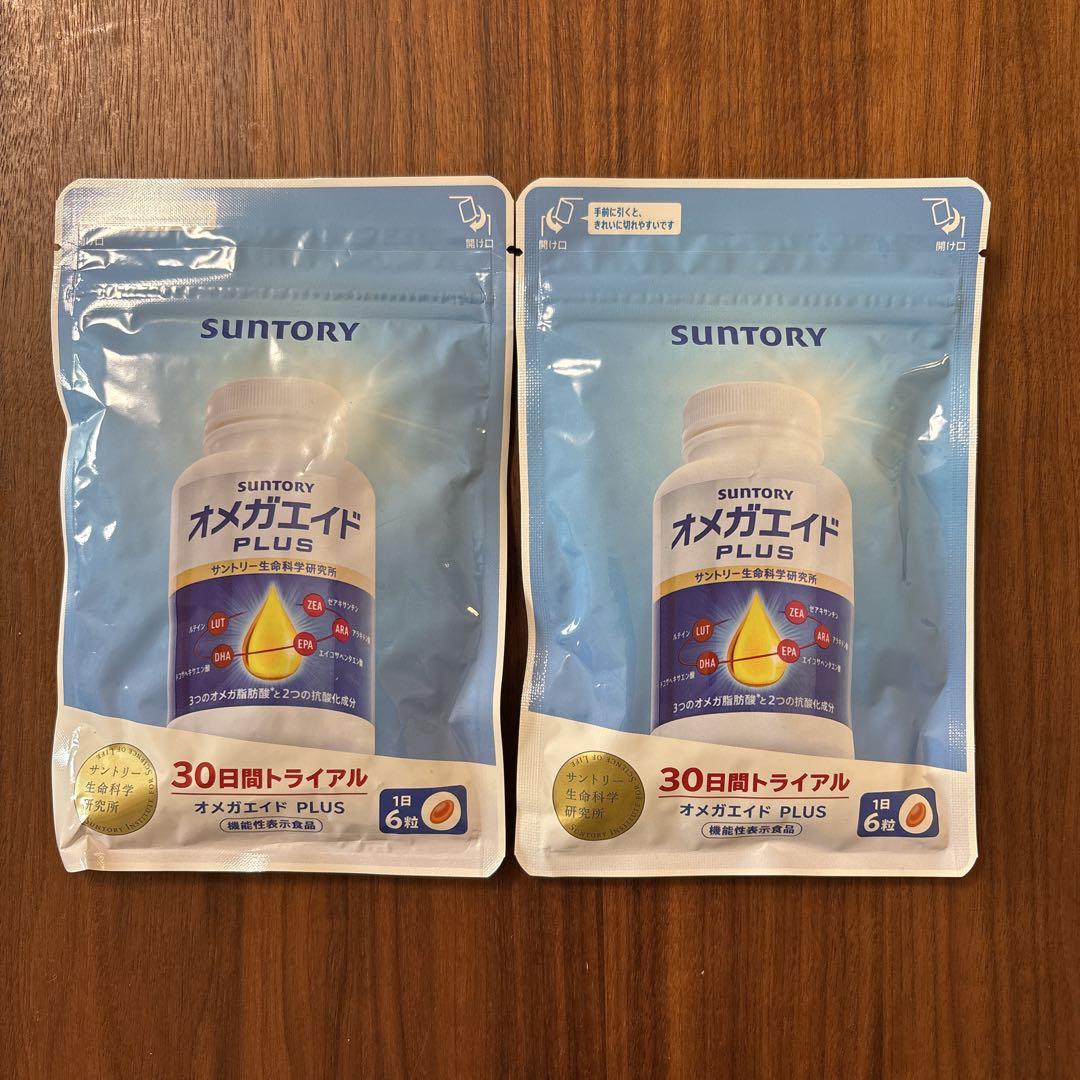 開け口
SUNTORY
SUNTORY
オメガエイド
PLUS
サントリー生命科学研究所
ZEA
ゼアキサンチン
ルテイン
LUT
ARA
アラキドン酸
DHA
EPA
エイコサペンタエン酸
ドコサヘキサエン酸
3つのオメガ脂肪酸*と2つの抗酸化成分
サントリー
生命科学
研究所
SCIENCE OF LIFE
SUNTORY INSTITUTE FOR
30日間トライアル
オメガエイド PLUS
機能性表示食品
1日
6粒
手前に引くと、
きれいに切れやすいです
開け口
開け口
SUNTORY
SUNTORY
オメガエイド
PLUS
サントリー生命科学研究所
ZEA
ゼアキサンチン
ルテイン
LUT
ARA
アラキドン酸
DHA
EPA
エイコサペンタエン酸
ドコサヘキサエン酸
3つのオメガ脂肪酸*と2つの抗酸化成分
サントリー
生命科学
研究所
SUNTORY INSTITUTE FOR SCIENCE OF LIFE
30日間トライアル
オメガエイド PLUS
機能性表示食品
1日
6粒